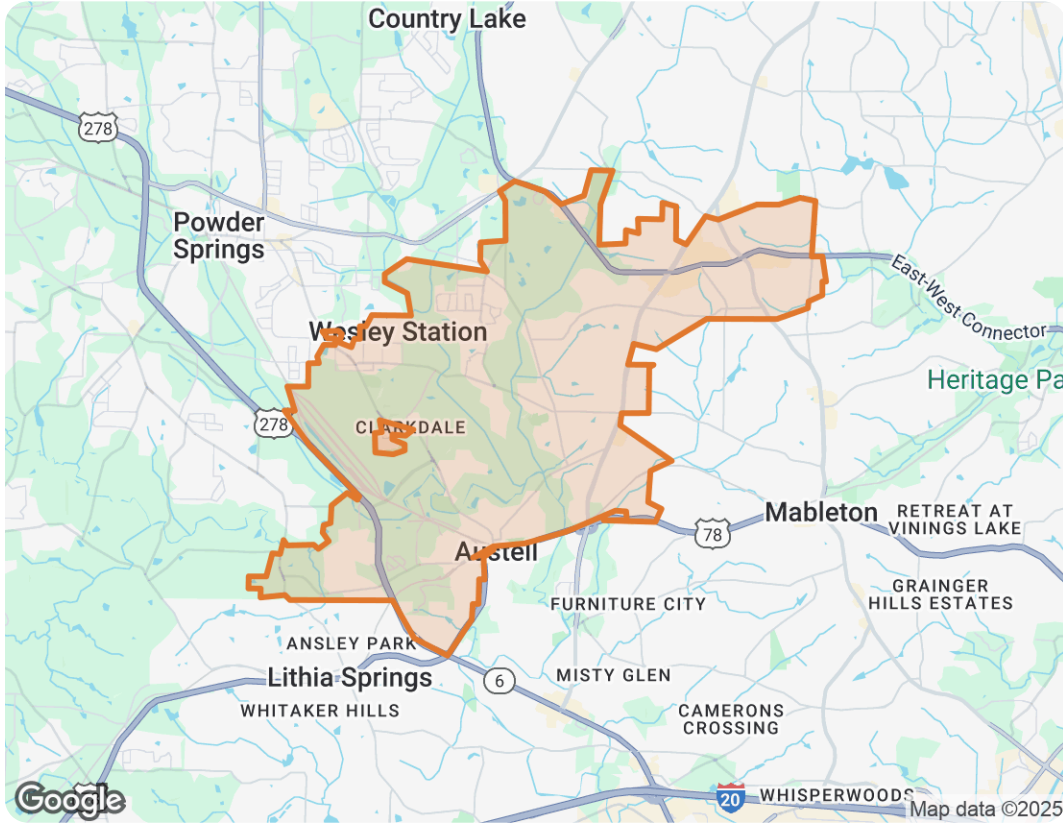 Country Lake
278
Powder
Springs
East-West Connector
Wesley Station
Heritage Pa
278
CLARKDALE
Mableton
RETREAT AT
VININGS LAKE
78
Austell
GRAINGER
HILLS ESTATES
FURNITURE CITY
ANSLEY PARK
Lithia Springs
6
MISTY GLEN
WHITAKER HILLS
CAMERONS
CROSSING
20
WHISPERWOODS
Google
Map data ©2025